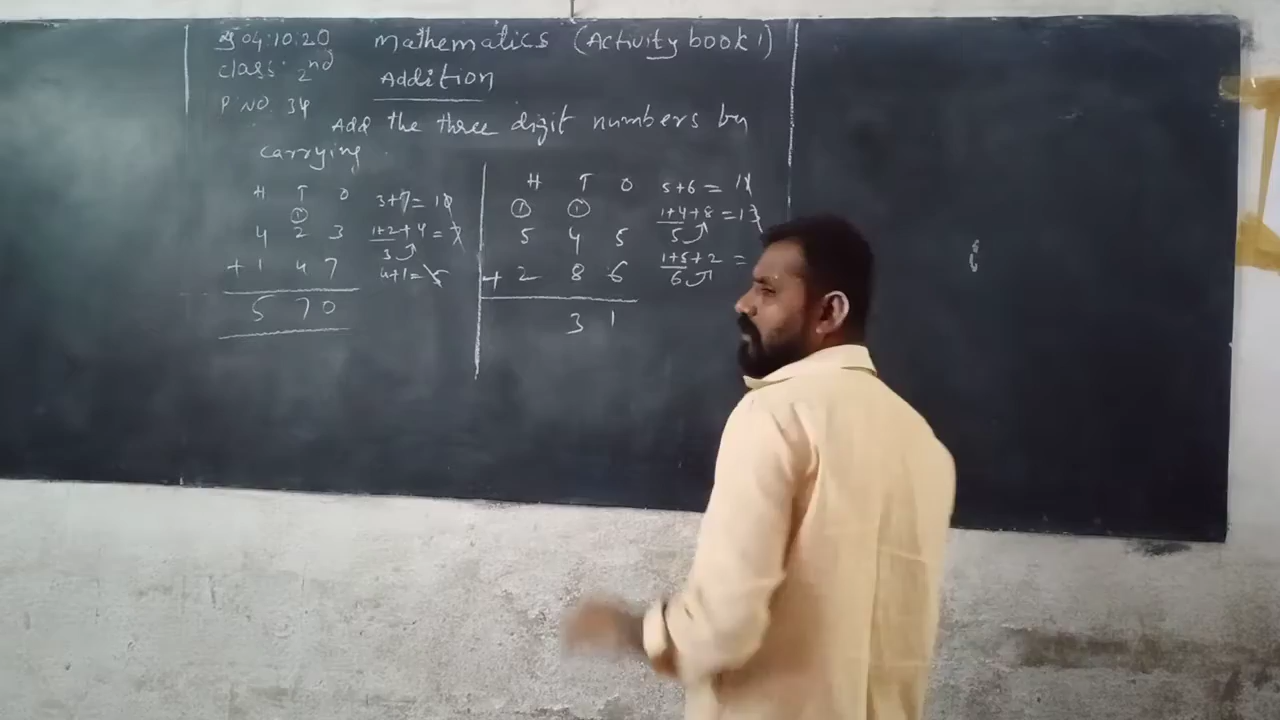 04:10:20 Mathematics (Activity book 1)
Class: 2nd Addition
P.NO. 34
Add the three digit numbers by
carrying.
H T O 3+7=10
1
4 2 3 1+2+4=7
3
+ 1 4 7 4+1=5
5 7 0
H T O 5+6=11
1 1 1+4+8=13
5 4 5 5
+ 2 8 6 1+5+2=
6
3 1